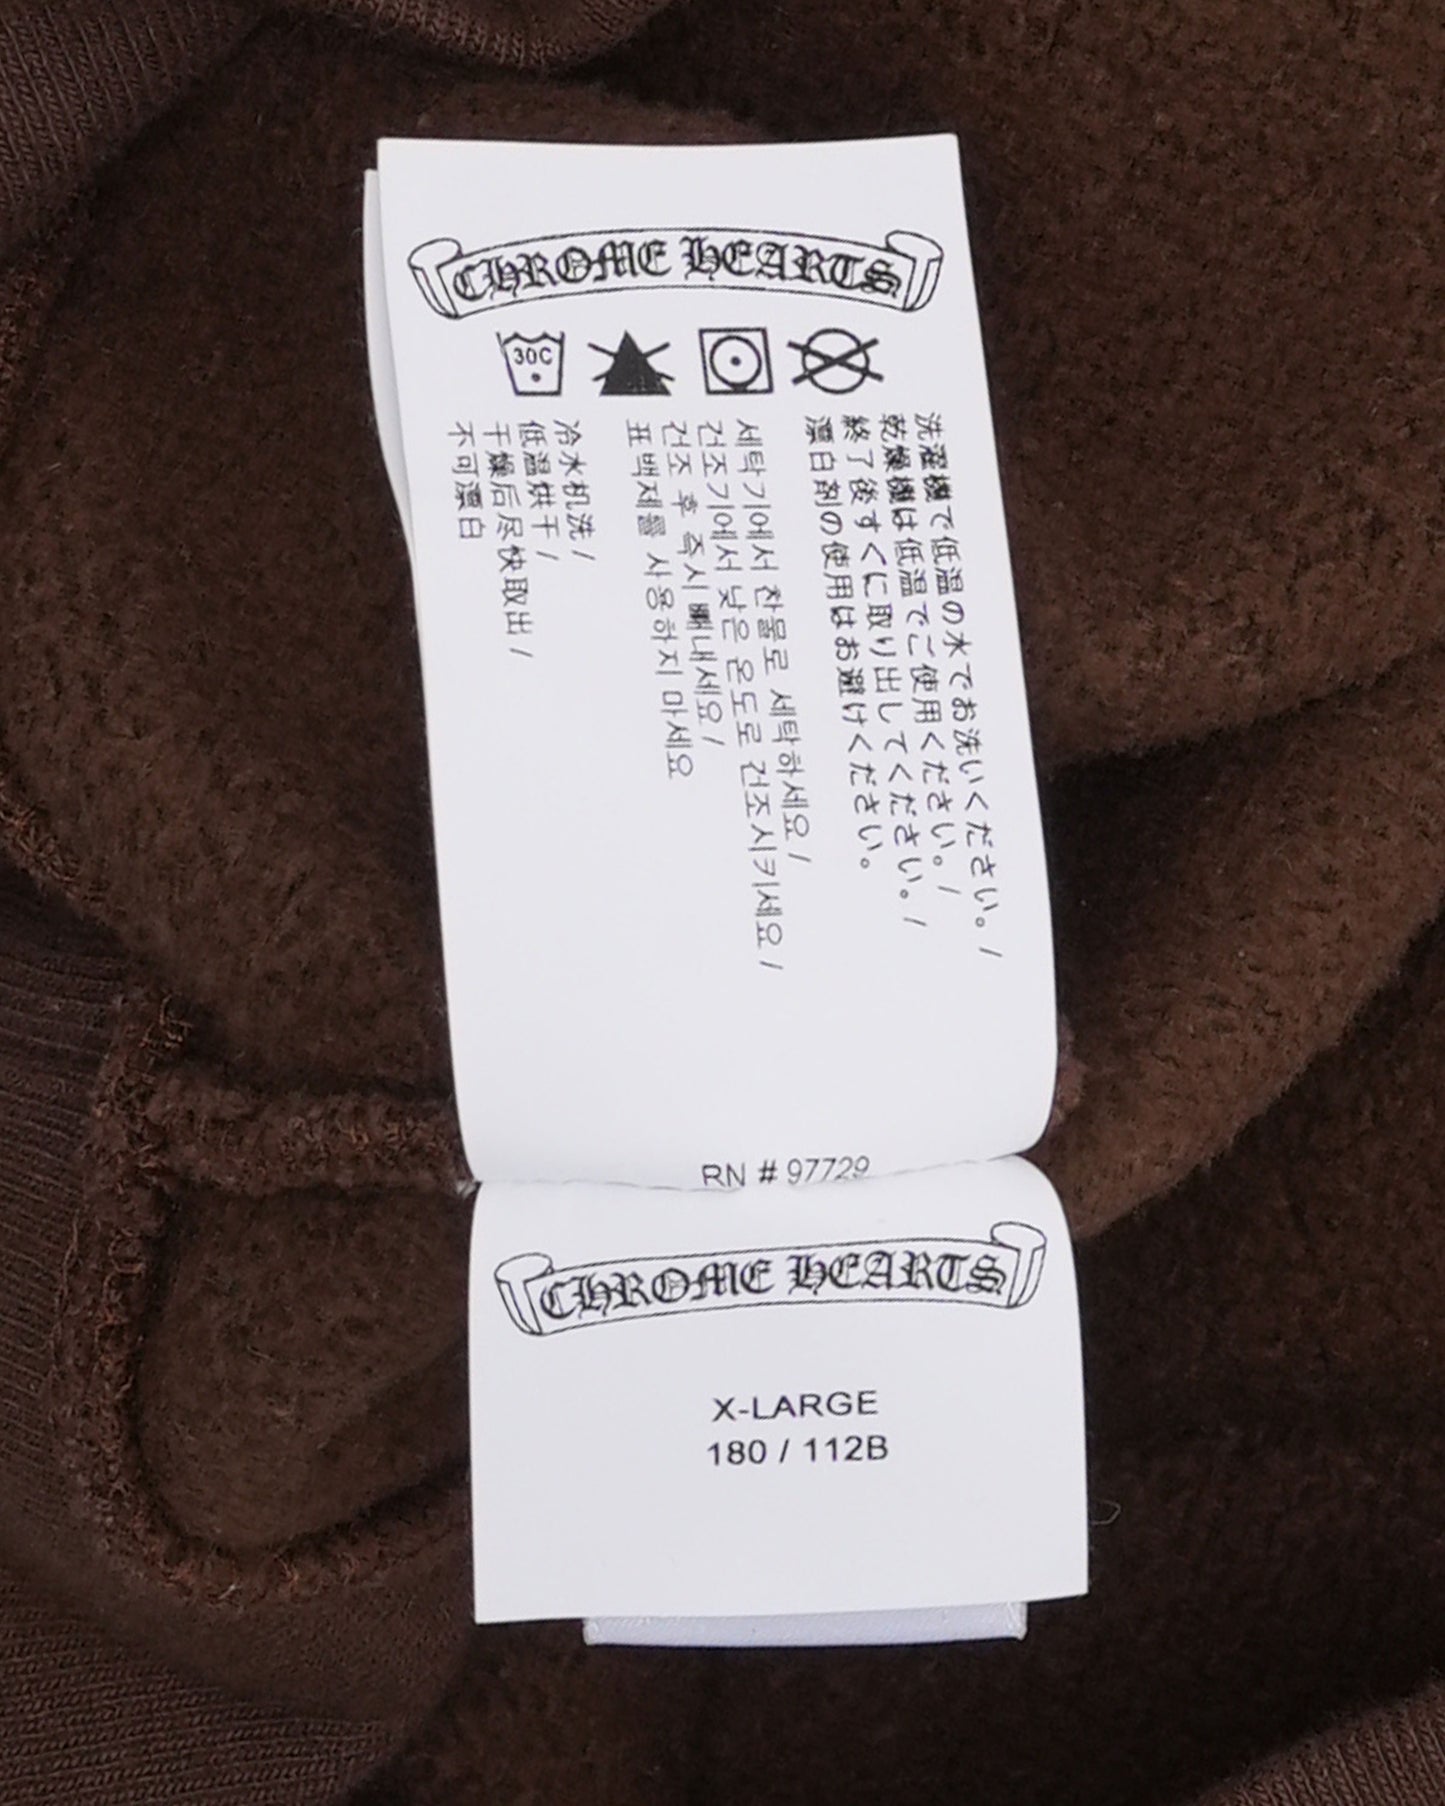 CHROME HEARTS
30C
洗濯機で低温の水でお洗いください。/
乾燥機は低温でご使用ください。/
終了後すぐに取り出してください。/
漂白剤の使用はお避けください。
세탁기에서 찬물로 세탁하세요 /
건조기에서 낮은 온도로 건조시키세요 /
건조 후 즉시 빼내세요 /
표백제를 사용하지 마세요
冷水机洗 /
低温烘干 /
干燥后尽快取出 /
不可漂白
RN # 97729
CHROME HEARTS
X-LARGE
180 / 112B